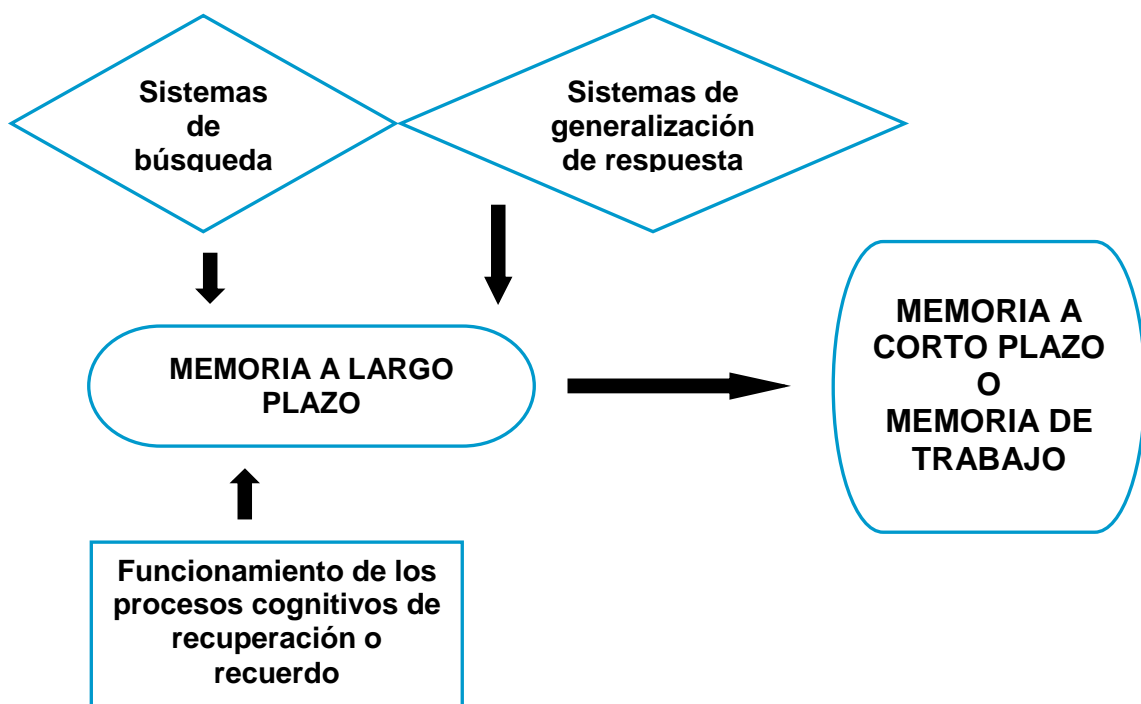 Sistemas
de
búsqueda
Sistemas de
generalización
de respuesta
MEMORIA A LARGO
PLAZO
MEMORIA A
CORTO PLAZO
O
MEMORIA DE
TRABAJO
Funcionamiento de los
procesos cognitivos de
recuperación o
recuerdo